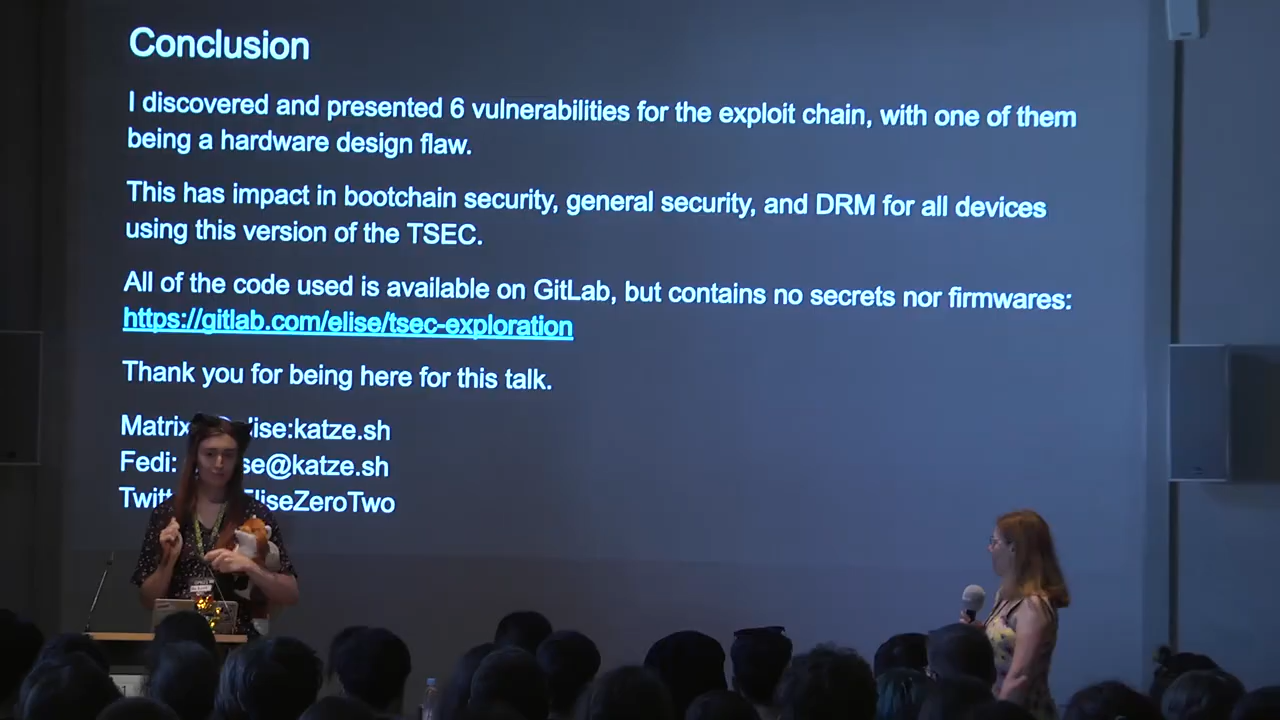 Conclusion
I discovered and presented 6 vulnerabilities for the exploit chain, with one of them
being a hardware design flaw.
This has impact in bootchain security, general security, and DRM for all devices
using this version of the TSEC.
All of the code used is available on GitLab, but contains no secrets nor firmwares:
https://gitlab.com/elise/tsec-exploration
Thank you for being here for this talk.
Matrix lise:katze.sh
Fedi: se@katze.sh
Twitt EliseZeroTwo